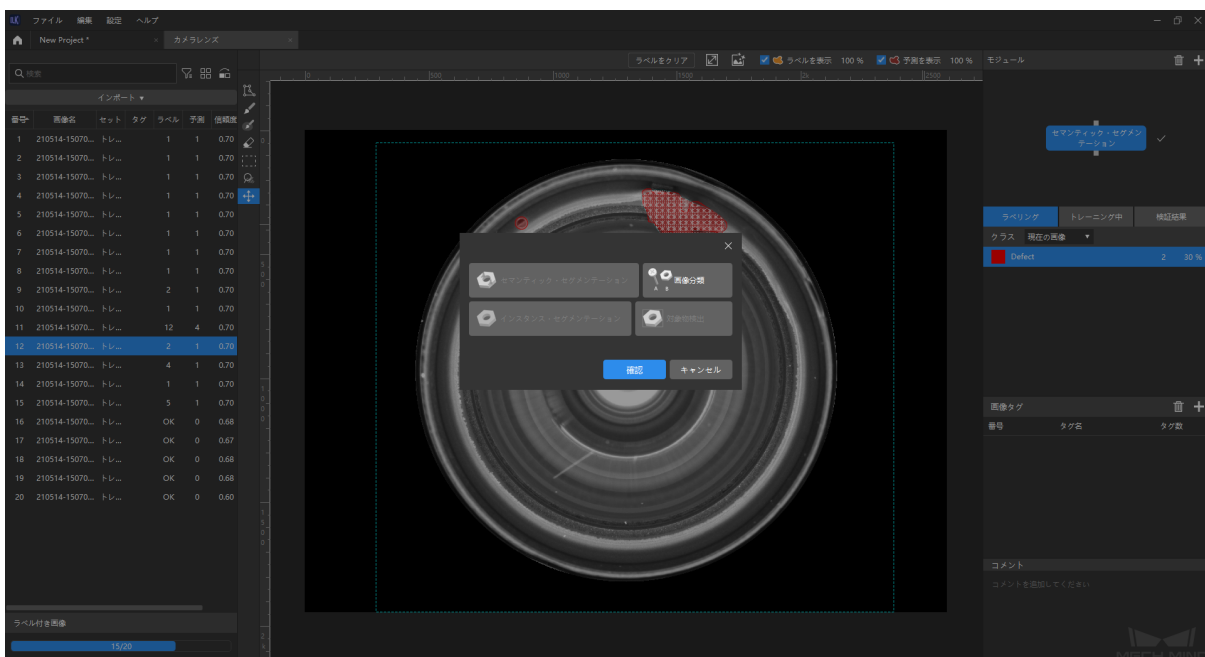 ファイル 編集 設定 ヘルプ
New Project *
カメラレンズ
検索
ラベルをクリア
ラベルを表示 100 %
予測を表示 100 %
インポート
番号 画像名 セット タグ ラベル 予測 信頼度
1 210514-15070... トレ... 1 1 0.70
2 210514-15070... トレ... 1 1 0.70
3 210514-15070... トレ... 1 1 0.70
4 210514-15070... トレ... 1 1 0.70
5 210514-15070... トレ... 1 1 0.70
6 210514-15070... トレ... 1 1 0.70
7 210514-15070... トレ... 1 1 0.70
8 210514-15070... トレ... 1 1 0.70
9 210514-15070... トレ... 2 1 0.70
10 210514-15070... トレ... 1 1 0.70
11 210514-15070... トレ... 12 4 0.70
12 210514-15070... トレ... 2 1 0.70
13 210514-15070... トレ... 4 1 0.70
14 210514-15070... トレ... 1 1 0.70
15 210514-15070... トレ... 5 1 0.70
16 210514-15070... トレ... OK 0 0.68
17 210514-15070... トレ... OK 0 0.67
18 210514-15070... トレ... OK 0 0.68
19 210514-15070... トレ... OK 0 0.68
20 210514-15070... トレ... OK 0 0.60
ラベル付き画像
15/20
0 500 1000 1500 2k 2500
セマンティック・セグメンテーション
画像分類
インスタンス・セグメンテーション
対象物検出
確認 キャンセル
モジュール
セマンティック・セグメン
テーション
ラベリング トレーニング中 検証結果
クラス 現在の画像
Defect 2 30 %
画像タグ
番号 タグ名 タグ数
コメント
コメントを追加してください